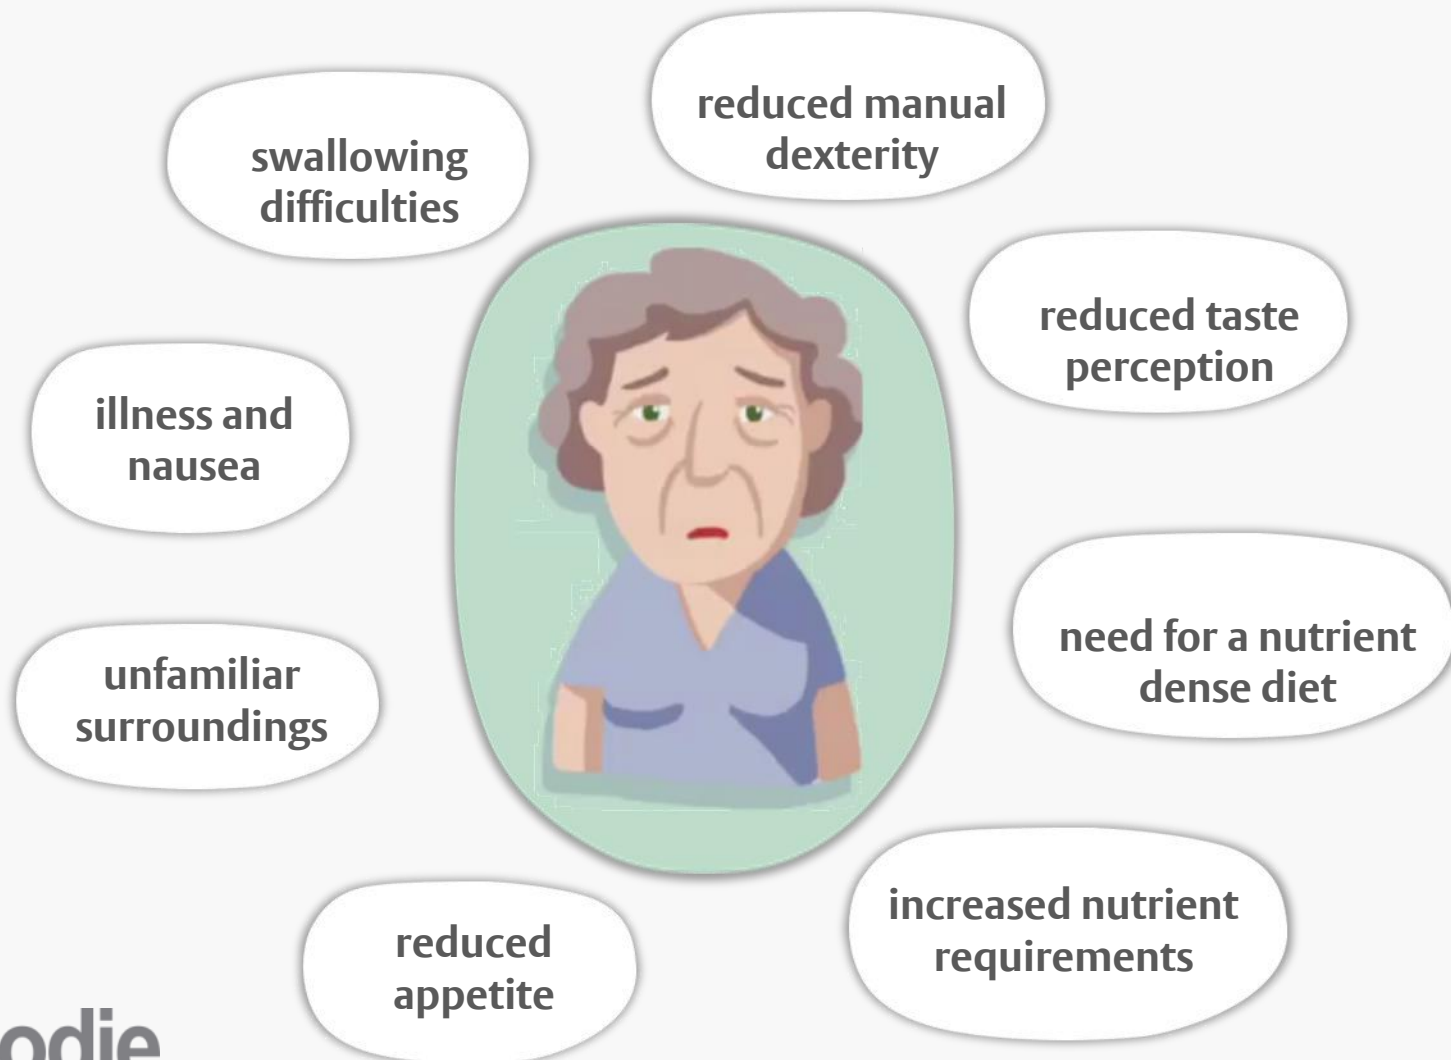 reduced manual
dexterity
swallowing
difficulties
reduced taste
perception
illness and
nausea
need for a nutrient
dense diet
unfamiliar
surroundings
increased nutrient
requirements
reduced
appetite
odie